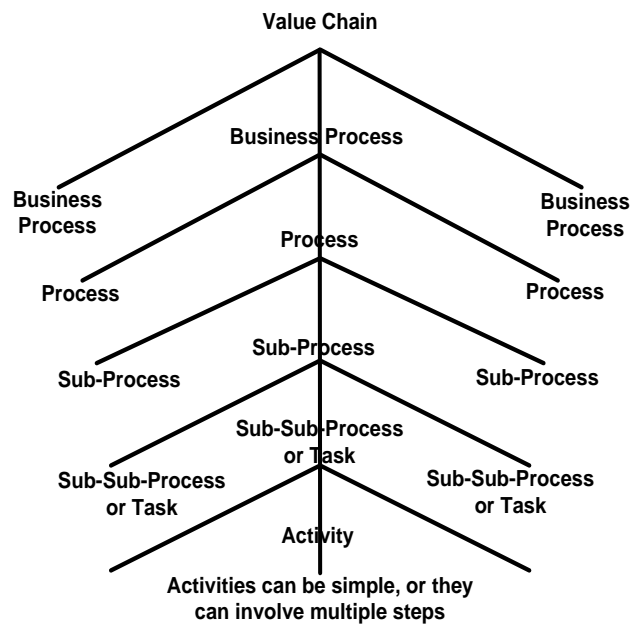 Value Chain
Business Process
Business
Process
Business
Process
Process
Process
Process
Sub-Process
Sub-Process
Sub-Process
Sub-Sub-Process
or Task
Sub-Sub-Process
or Task
Sub-Sub-Process
or Task
Activity
Activities can be simple, or they
can involve multiple steps